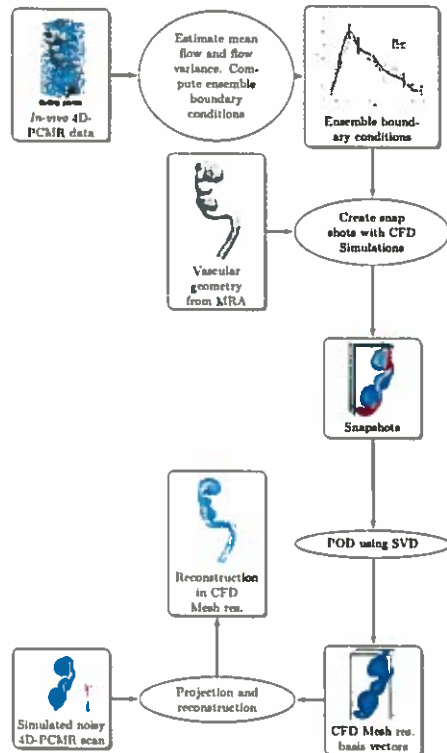 Estimate mean
flow and flow
variance. Com-
pute ensemble
boundary
conditions
In-vivo 4D-
PCMR data
Ensemble bound-
ary conditions
Create snap
shots with CFD
Simulations
Vascular
geometry
from MRA
Snapshots
POD using SVD
Reconstruction
in CFD
Mesh res.
Projection and
reconstruction
Simulated noisy
4D-PCMR scan
CFD Mesh res.
basis vectors